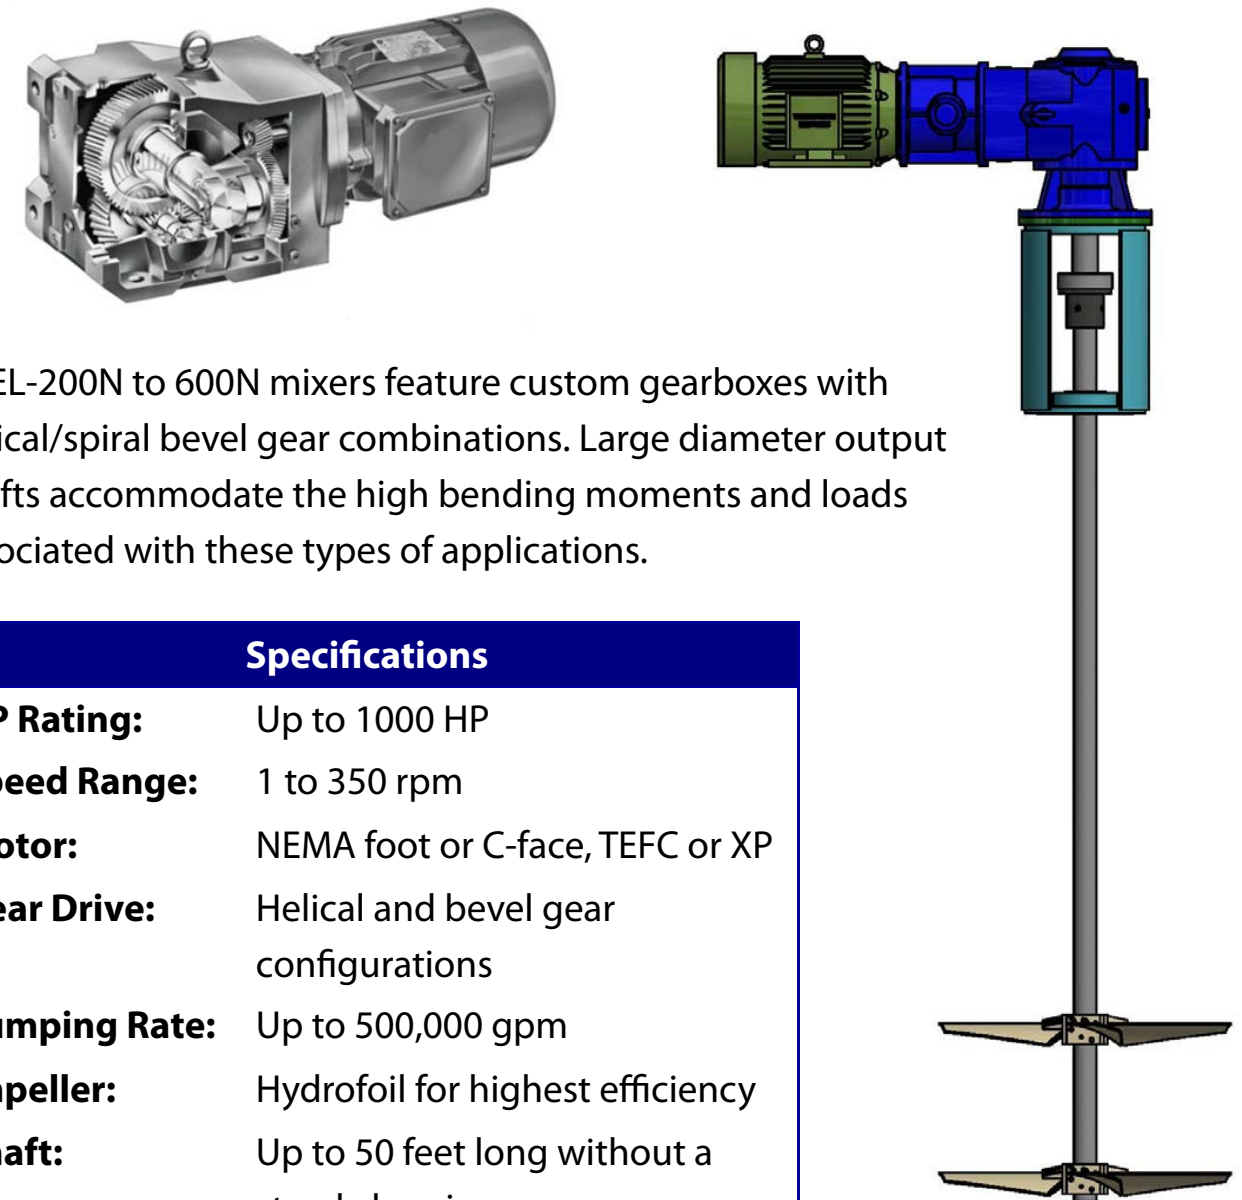 EL-200N to 600N mixers feature custom gearboxes with
ical/spiral bevel gear combinations. Large diameter output
fts accommodate the high bending moments and loads
ociated with these types of applications.
Specifications
P Rating: Up to 1000 HP
eed Range: 1 to 350 rpm
otor: NEMA foot or C-face, TEFC or XP
ear Drive: Helical and bevel gear
configurations
umping Rate: Up to 500,000 gpm
peller: Hydrofoil for highest efficiency
aft: Up to 50 feet long without a